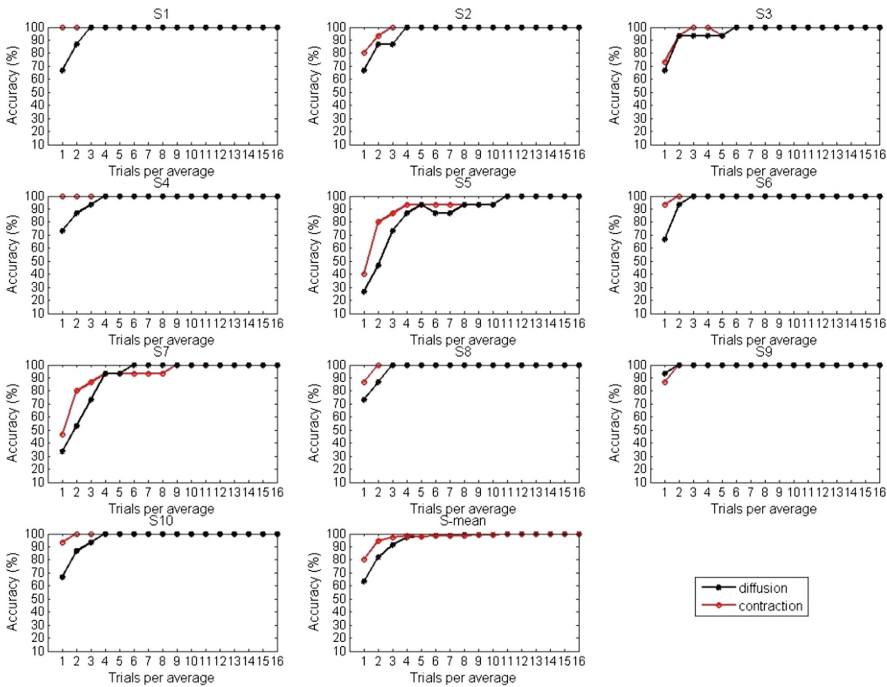 S1 S2 S3
Accuracy (%) Accuracy (%) Accuracy (%)
100 100 100
90 90 90
80 80 80
70 70 70
60 60 60
50 50 50
40 40 40
30 30 30
20 20 20
10 10 10
1 2 3 4 5 6 7 8 9 10 11 12 13 14 15 16 1 2 3 4 5 6 7 8 9 10 11 12 13 14 15 16 1 2 3 4 5 6 7 8 9 10 11 12 13 14 15 16
Trials per average Trials per average Trials per average
S4 S5 S6
Accuracy (%) Accuracy (%) Accuracy (%)
100 100 100
90 90 90
80 80 80
70 70 70
60 60 60
50 50 50
40 40 40
30 30 30
20 20 20
10 10 10
1 2 3 4 5 6 7 8 9 10 11 12 13 14 15 16 1 2 3 4 5 6 7 8 9 10 11 12 13 14 15 16 1 2 3 4 5 6 7 8 9 10 11 12 13 14 15 16
Trials per average Trials per average Trials per average
S7 S8 S9
Accuracy (%) Accuracy (%) Accuracy (%)
100 100 100
90 90 90
80 80 80
70 70 70
60 60 60
50 50 50
40 40 40
30 30 30
20 20 20
10 10 10
1 2 3 4 5 6 7 8 9 10 11 12 13 14 15 16 1 2 3 4 5 6 7 8 9 10 11 12 13 14 15 16 1 2 3 4 5 6 7 8 9 10 11 12 13 14 15 16
Trials per average Trials per average Trials per average
S10 S-mean
Accuracy (%) Accuracy (%)
100 100
90 90
80 80
70 70
60 60
50 50
40 40
30 30
20 20
10 10
1 2 3 4 5 6 7 8 9 10 11 12 13 14 15 16 1 2 3 4 5 6 7 8 9 10 11 12 13 14 15 16
Trials per average Trials per average
diffusion
contraction